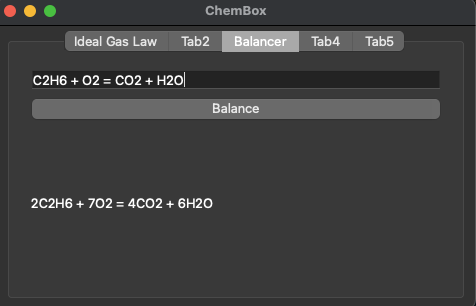 ChemBox
Ideal Gas Law Tab2 Balancer Tab4 Tab5
C2H6 + O2 = CO2 + H2O
Balance
2C2H6 + 7O2 = 4CO2 + 6H2O